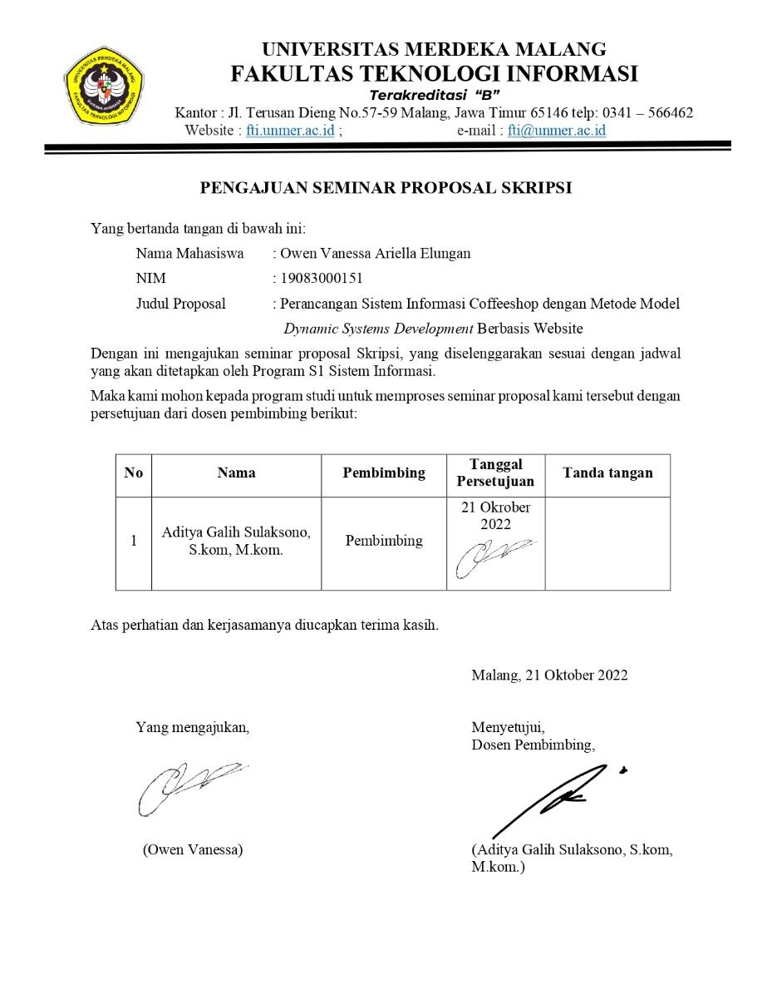 UNIVERSITAS MERDEKA MALANG
FAKULTAS TEKNOLOGI INFORMASI
Terakreditasi “B”
Kantor : Jl. Terusan Dieng No.57-59 Malang, Jawa Timur 65146 telp: 0341 – 566462
Website : fti.unmer.ac.id ; e-mail : fti@unmer.ac.id
UNIVERSITAS MERDEKA MALANG
FAKULTAS TEKNOLOGI INFORMASI
PENGAJUAN SEMINAR PROPOSAL SKRIPSI
Yang bertanda tangan di bawah ini:
Nama Mahasiswa : Owen Vanessa Ariella Elungan
NIM : 19083000151
Judul Proposal : Perancangan Sistem Informasi Coffeeshop dengan Metode Model
Dynamic Systems Development Berbasis Website
Dengan ini mengajukan seminar proposal Skripsi, yang diselenggarakan sesuai dengan jadwal
yang akan ditetapkan oleh Program S1 Sistem Informasi.
Maka kami mohon kepada program studi untuk memproses seminar proposal kami tersebut dengan
persetujuan dari dosen pembimbing berikut:
No Nama Pembimbing Tanggal Persetujuan Tanda tangan
1 Aditya Galih Sulaksono, S.kom, M.kom. Pembimbing 21 Okrober 2022
Atas perhatian dan kerjasamanya diucapkan terima kasih.
Malang, 21 Oktober 2022
Yang mengajukan,
Menyetujui,
Dosen Pembimbing,
(Owen Vanessa)
(Aditya Galih Sulaksono, S.kom,
M.kom.)